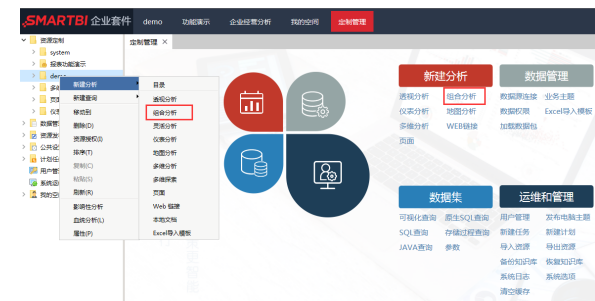 SMARTBI 企业套件 demo 功能演示 企业经营分析 我的空间 定制管理
资源定制
system
报表功能演示
定制管理 ×
新建分析
新建查询
移动到
删除(D)
资源授权(I)
排序(T)
复制(C)
粘贴(S)
刷新(R)
影响性分析
血统分析(L)
属性(P)
目录
透视分析
组合分析
灵活分析
仪表分析
地图分析
多维分析
多维探索
页面
Web 链接
本地文档
Excel导入模板
新建分析
透视分析 组合分析
仪表分析 地图分析
多维分析 WEB链接
页面
数据管理
数据源连接 业务主题
数据权限 Excel导入模板
加载数据包
数据集
可视化查询 原生SQL查询
SQL查询 存储过程查询
JAVA查询 参数
运维和管理
用户管理 发布电脑主题
新建任务 新建计划
导入资源 导出资源
备份知识库 恢复知识库
系统日志 系统选项
清空缓存